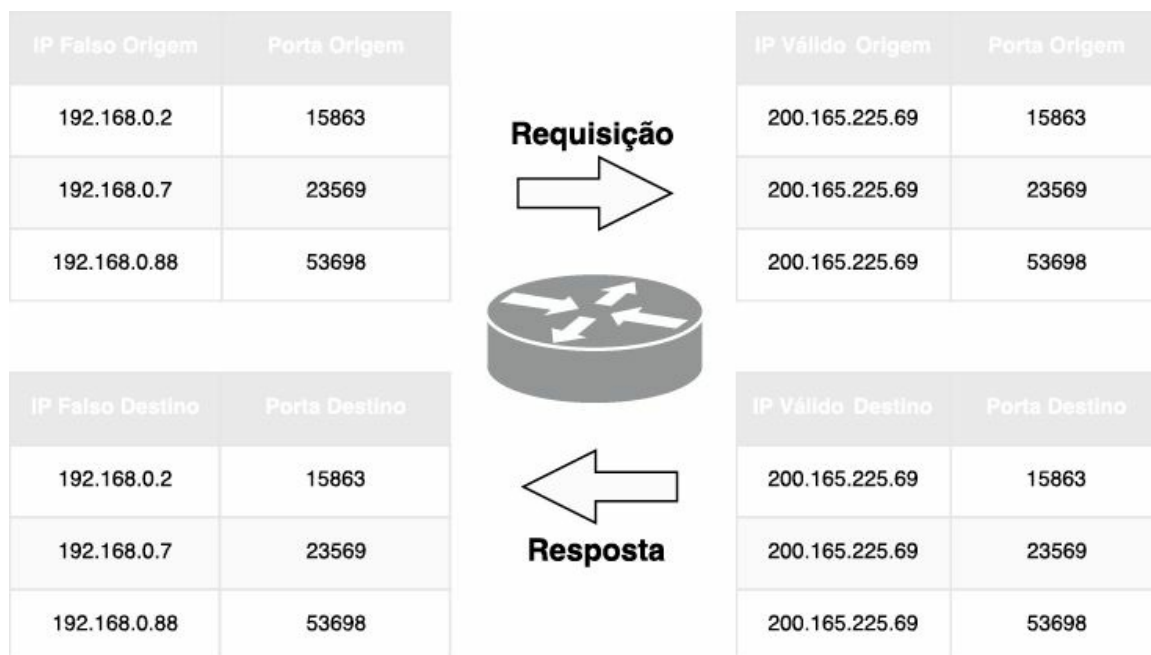 IP Falso Origem Porta Origem IP Válido Origem Porta Origem
192.168.0.2 15863 200.165.225.69 15863
Requisição
192.168.0.7 23569 200.165.225.69 23569
192.168.0.88 53698 200.165.225.69 53698
IP Falso Destino Porta Destino IP Válido Destino Porta Destino
192.168.0.2 15863 200.165.225.69 15863
192.168.0.7 23569 200.165.225.69 23569
Resposta
192.168.0.88 53698 200.165.225.69 53698